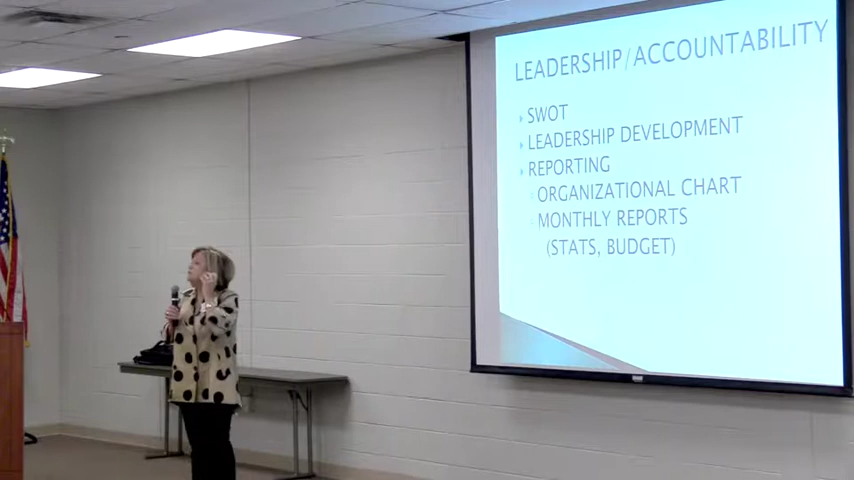 LEADERSHIP/ACCOUNTABILITY
SWOT
LEADERSHIP DEVELOPMENT
REPORTING
ORGANIZATIONAL CHART
MONTHLY REPORTS
(STATS, BUDGET)